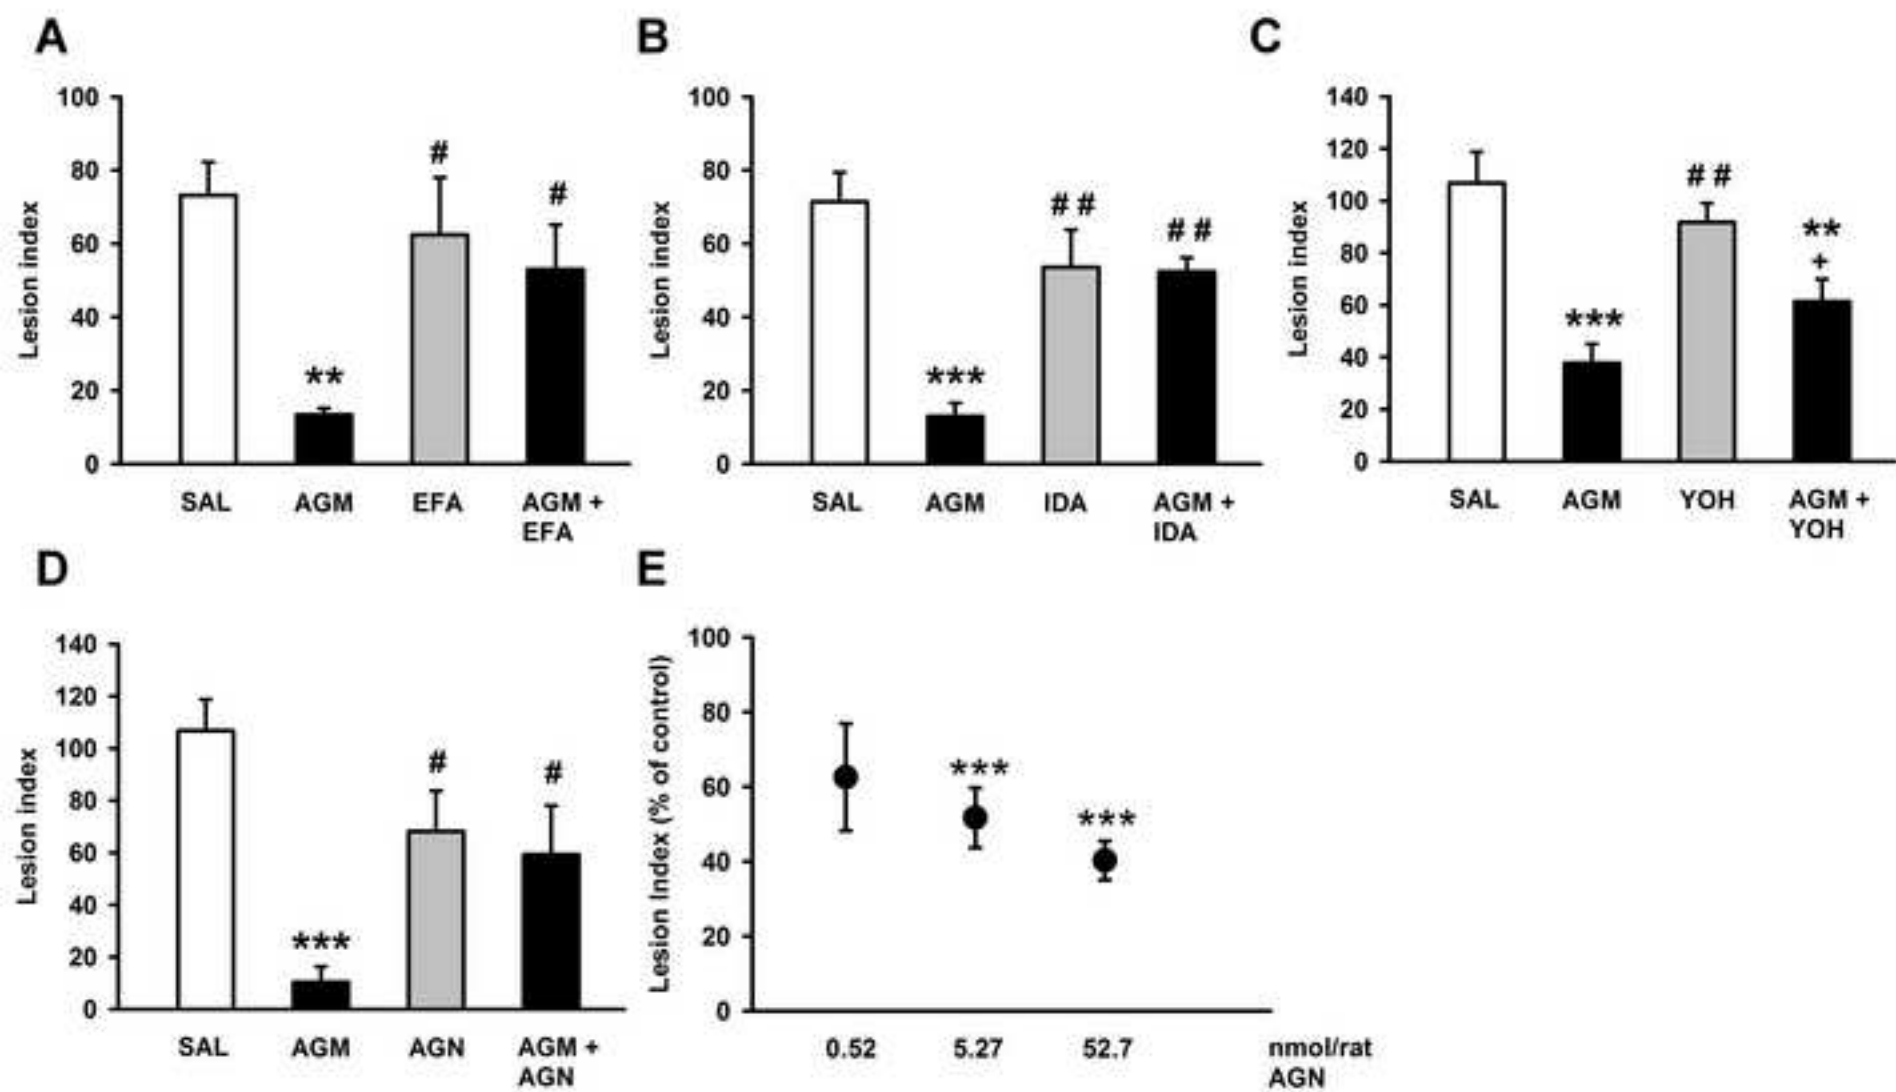 A
B
C
Lesion index
100
80
60
40
20
0
**
#
#
SAL
AGM
EFA
AGM +
EFA
Lesion index
100
80
60
40
20
0
***
# #
# #
SAL
AGM
IDA
AGM +
IDA
Lesion index
140
120
100
80
60
40
20
0
***
# #
**
+
SAL
AGM
YOH
AGM +
YOH
D
E
Lesion index
140
120
100
80
60
40
20
0
***
#
#
SAL
AGM
AGN
AGM +
AGN
Lesion Index (% of control)
100
80
60
40
20
0
***
***
0.52
5.27
52.7
nmol/rat
AGN